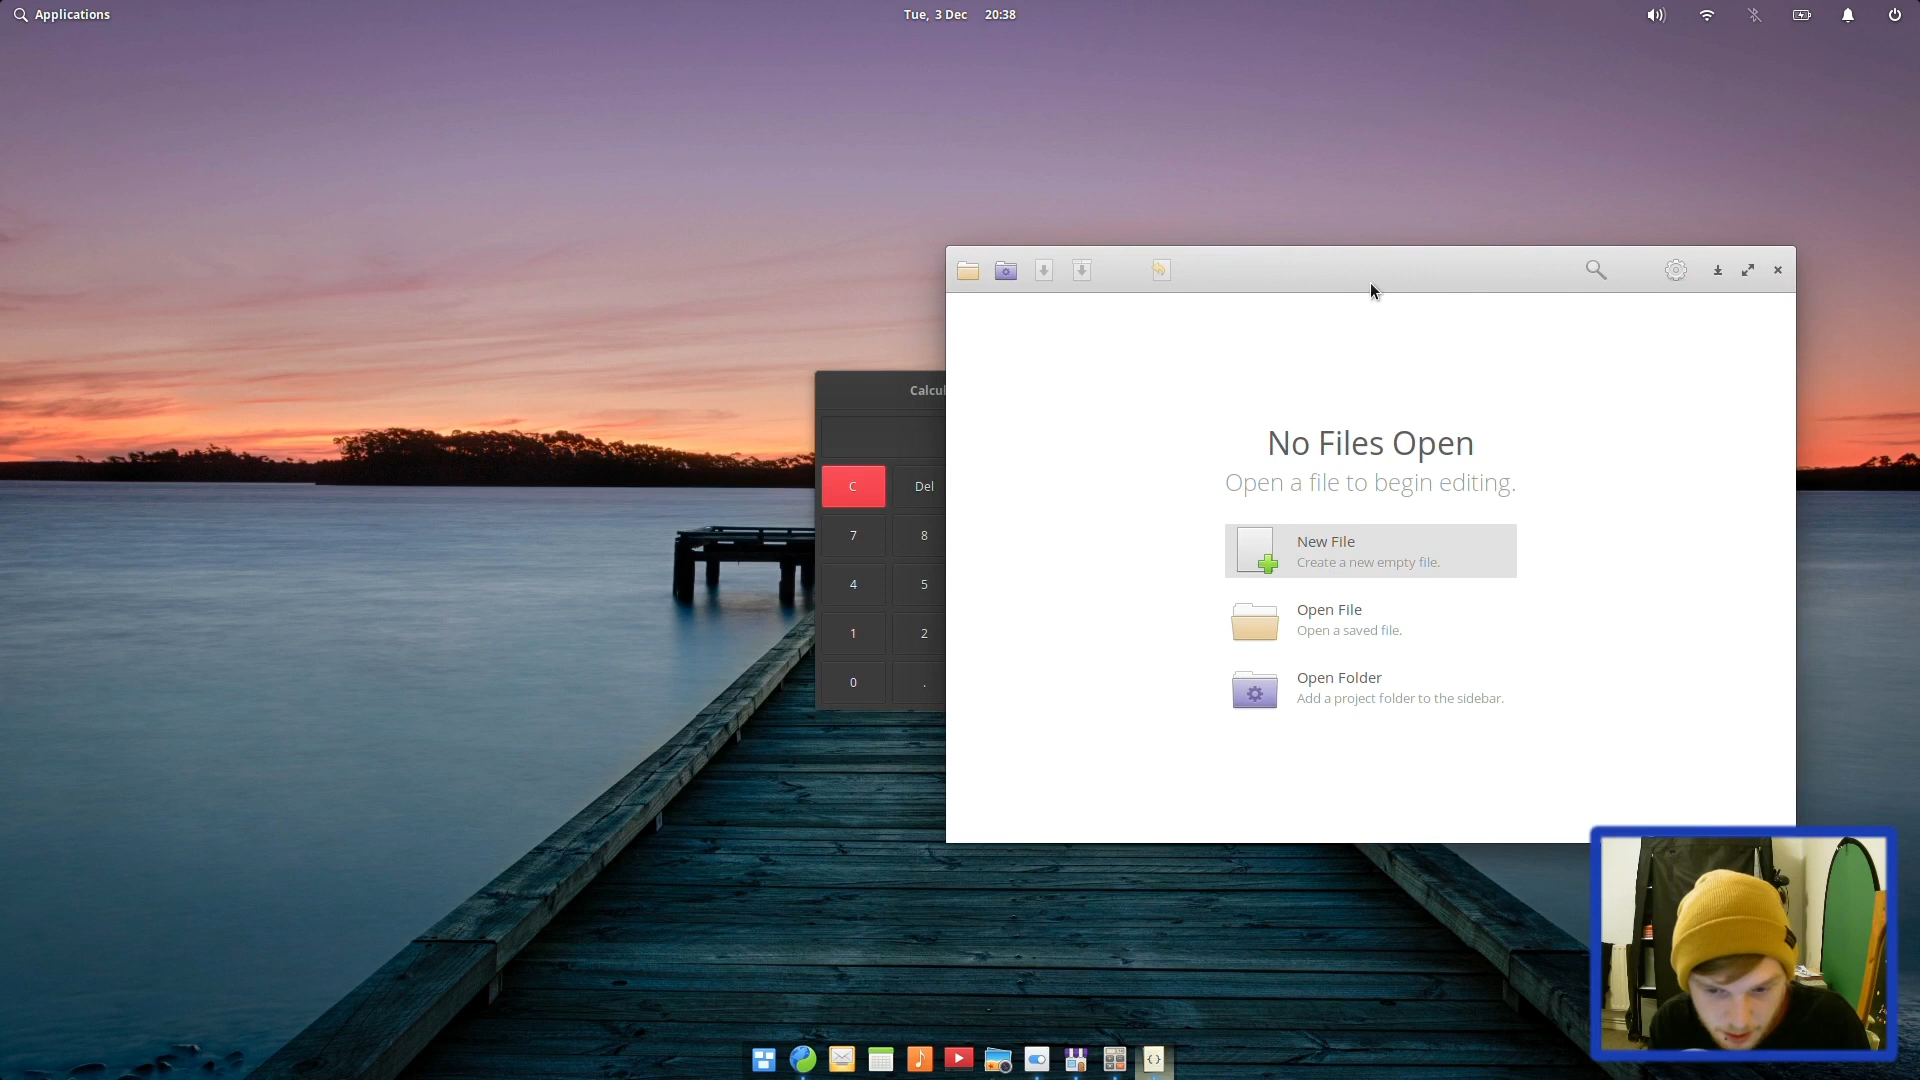 Applications
Tue, 3 Dec 20:38
Calcul
C Del
7 8
4 5
1 2
0 .
No Files Open
Open a file to begin editing.
New File
Create a new empty file.
Open File
Open a saved file.
Open Folder
Add a project folder to the sidebar.